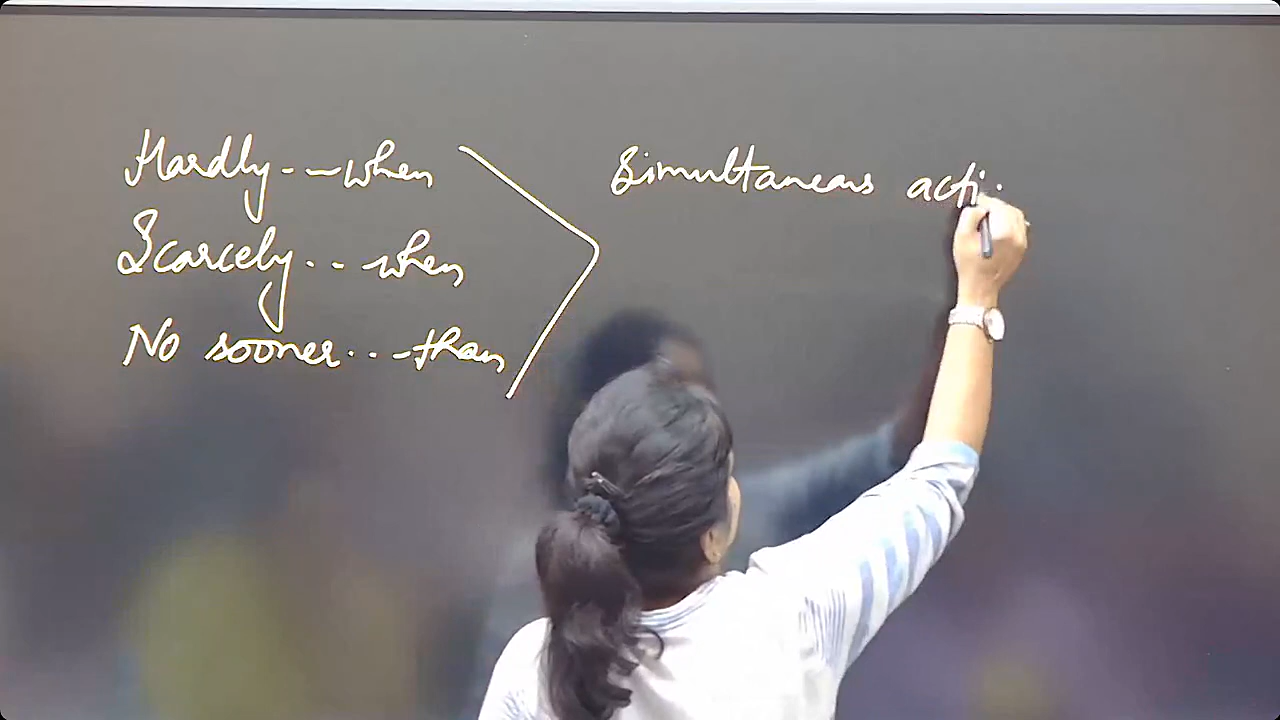 Hardly---when
Simultaneous acti
Scarcely...-when
No sooner...-than